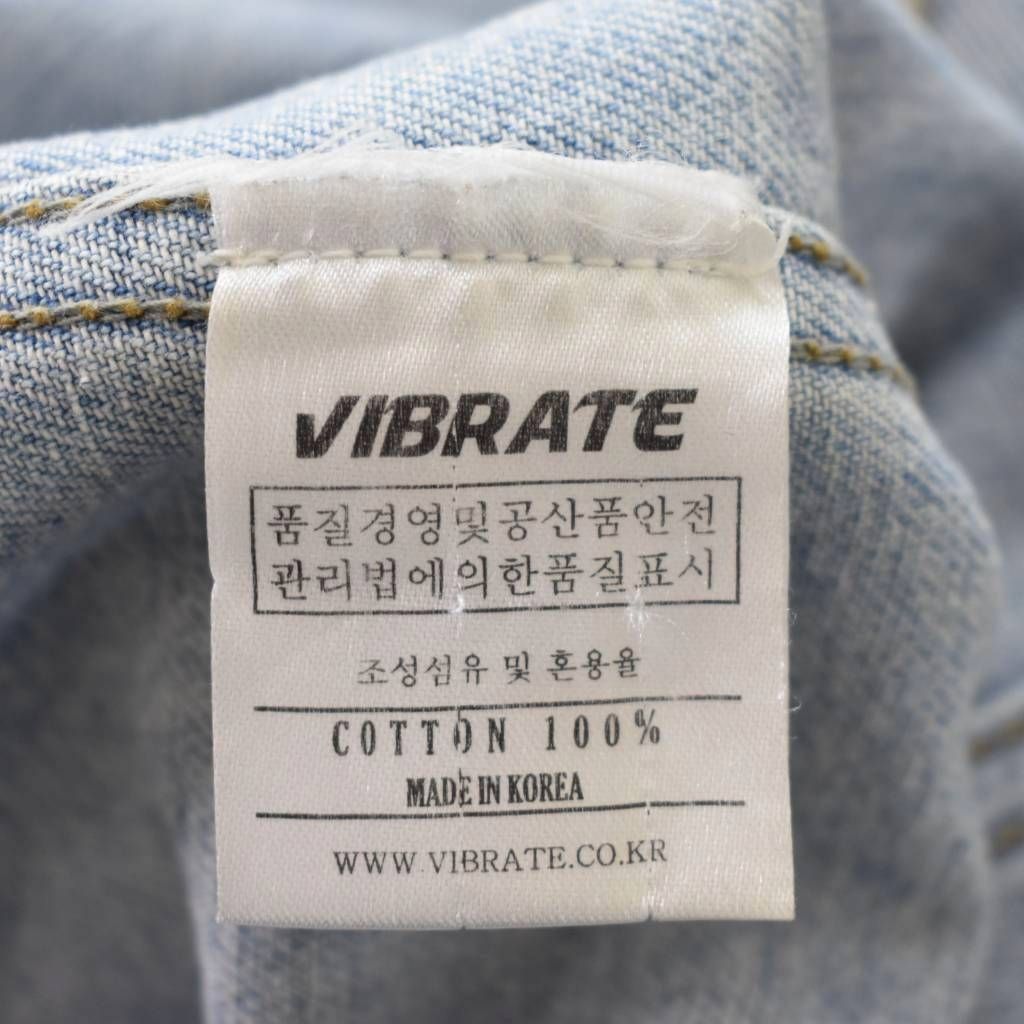 VIBRATE
품질경영및공산품안전
관리법에의한품질표시
조성섬유 및 혼용율
COTTON 100%
MADE IN KOREA
WWW.VIBRATE.CO.KR